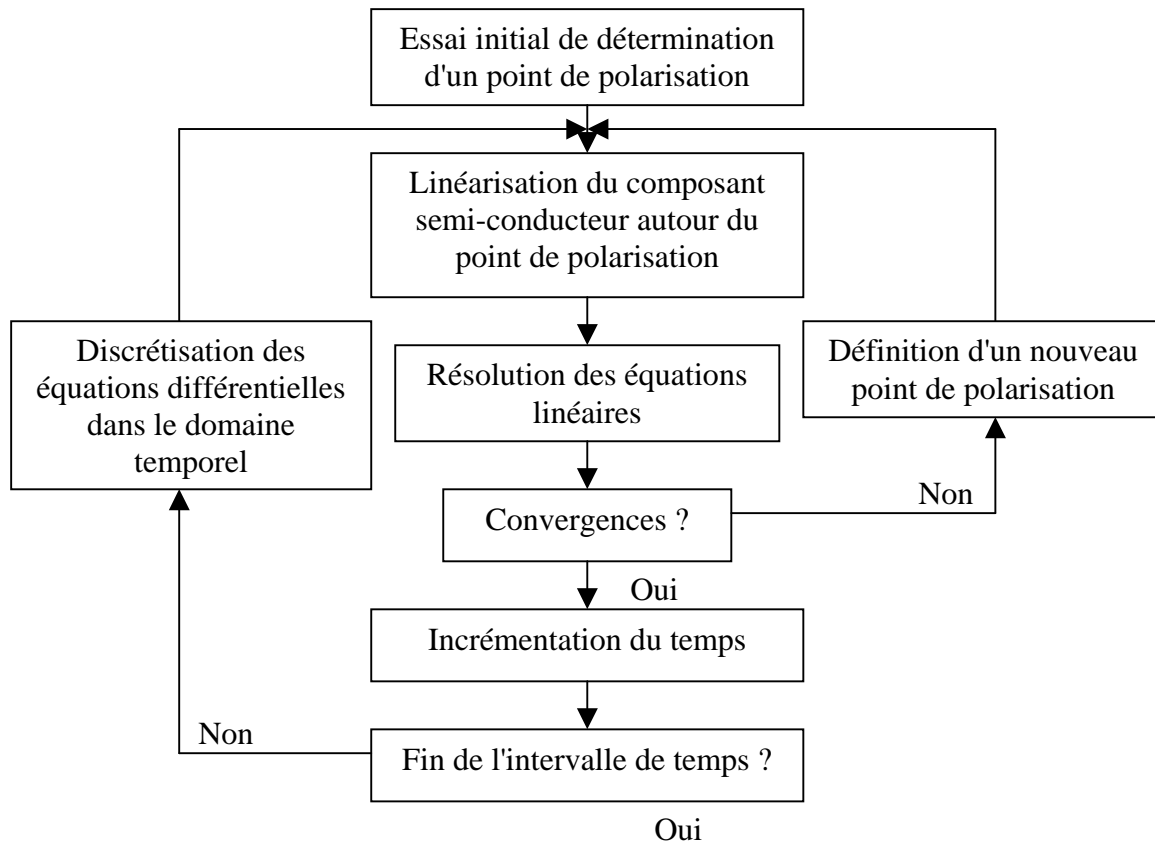 Essai initial de détermination
d'un point de polarisation
Linéarisation du composant
semi-conducteur autour du
point de polarisation
Discrétisation des
équations différentielles
dans le domaine
temporel
Résolution des équations
linéaires
Définition d'un nouveau
point de polarisation
Convergences ?
Non
Oui
Incrémentation du temps
Non
Fin de l'intervalle de temps ?
Oui